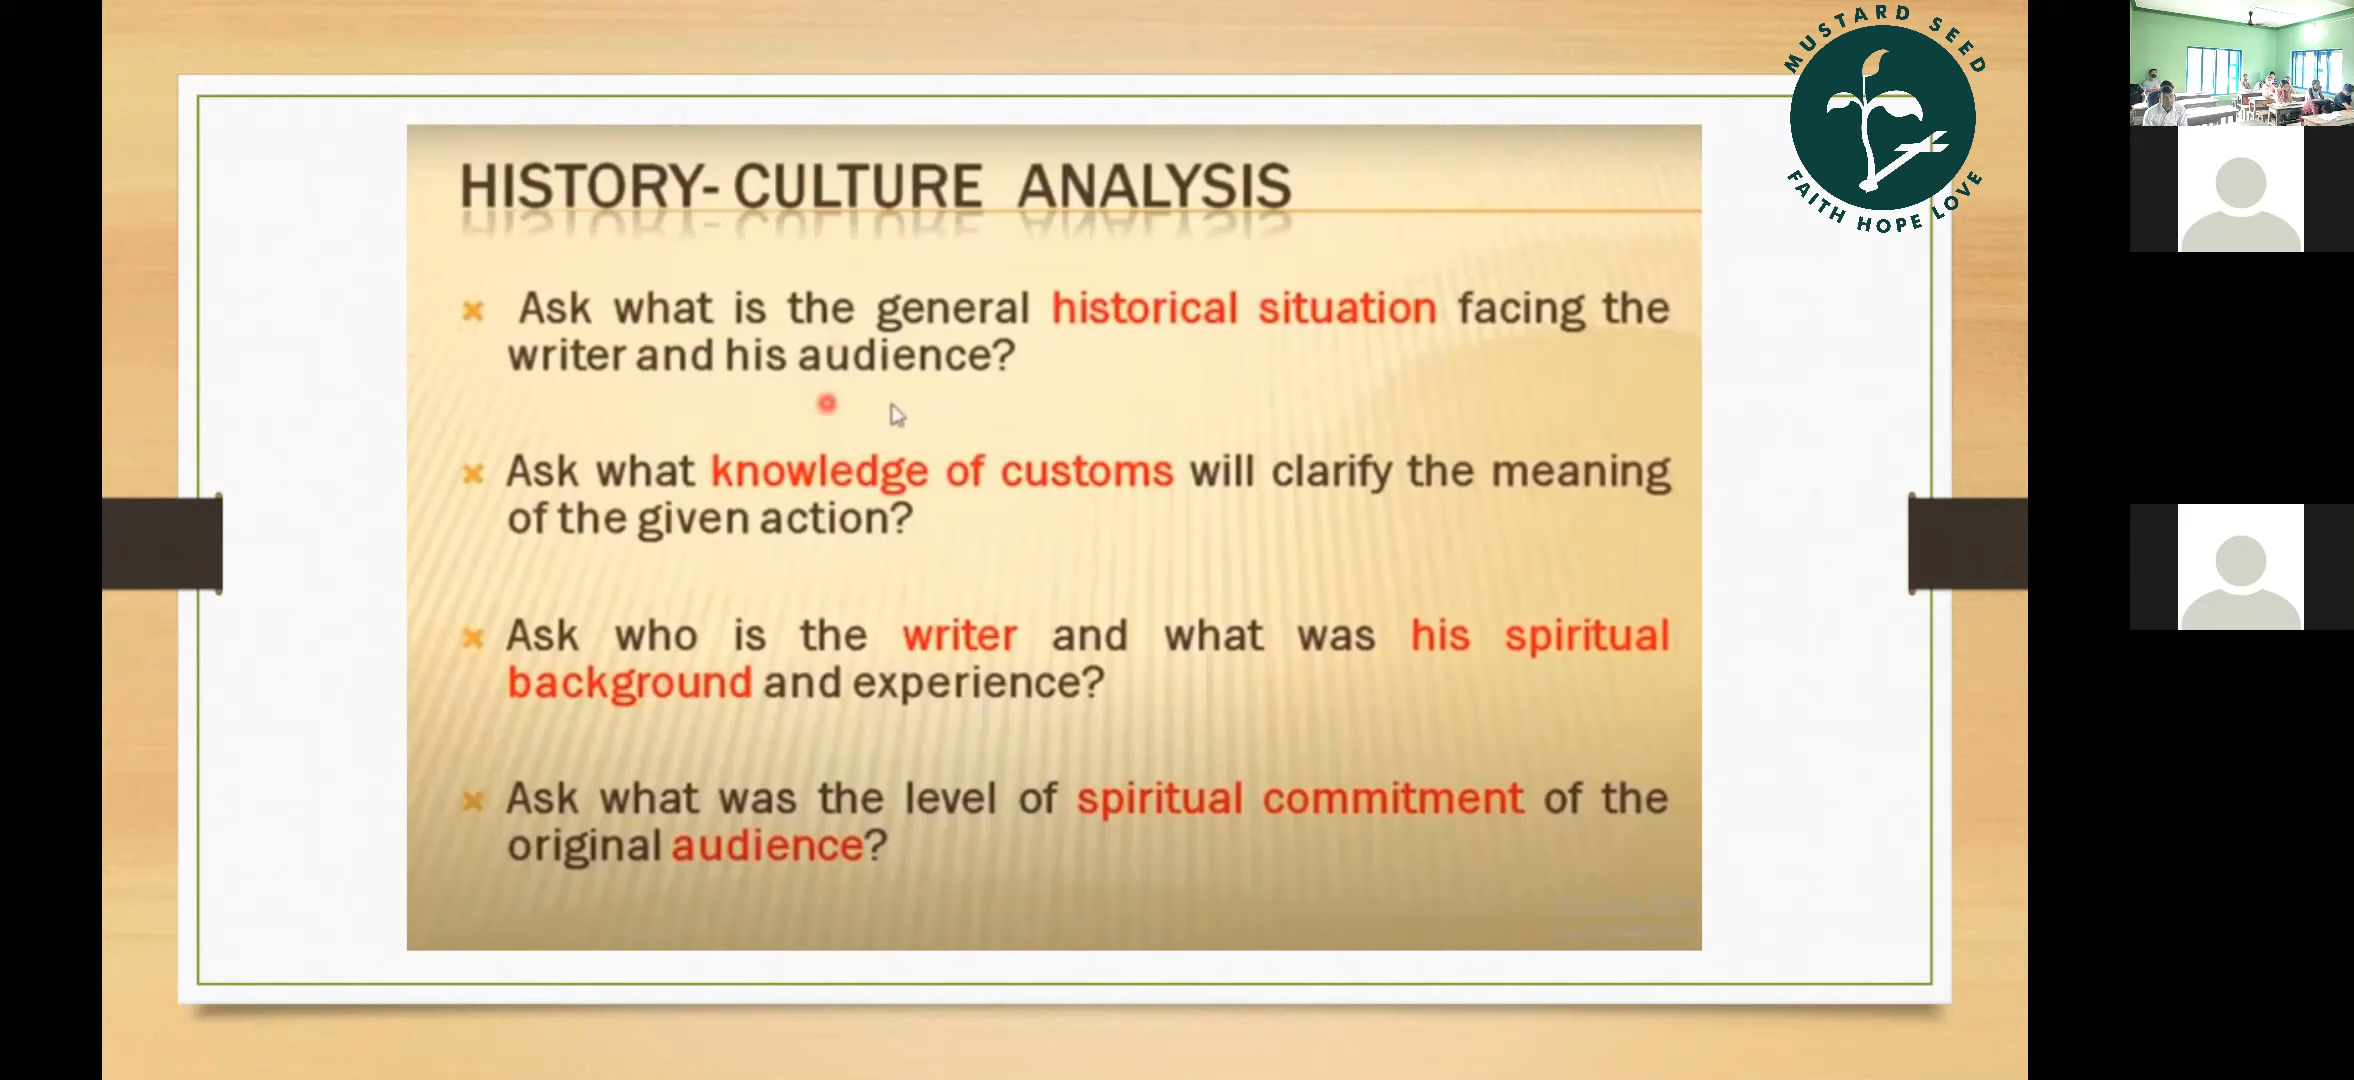 MUSTARD SEED
FAITH HOPE LOVE
HISTORY- CULTURE ANALYSIS
Ask what is the general historical situation facing the
writer and his audience?
Ask what knowledge of customs will clarify the meaning
of the given action?
Ask who is the writer and what was his spiritual
background and experience?
Ask what was the level of spiritual commitment of the
original audience?